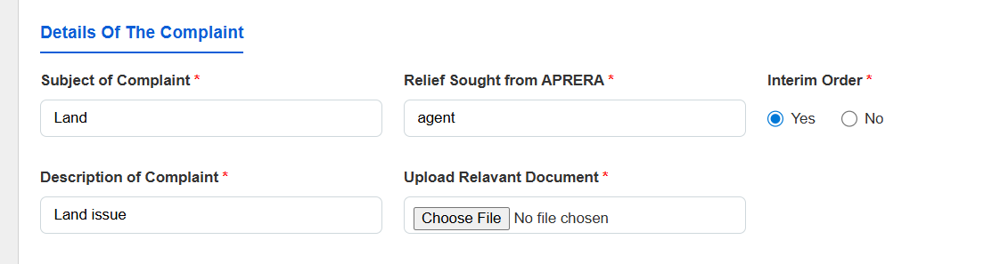 Details Of The Complaint
Subject of Complaint * Relief Sought from APRERA * Interim Order *
Land agent Yes No
Description of Complaint * Upload Relavant Document *
Land issue Choose File No file chosen